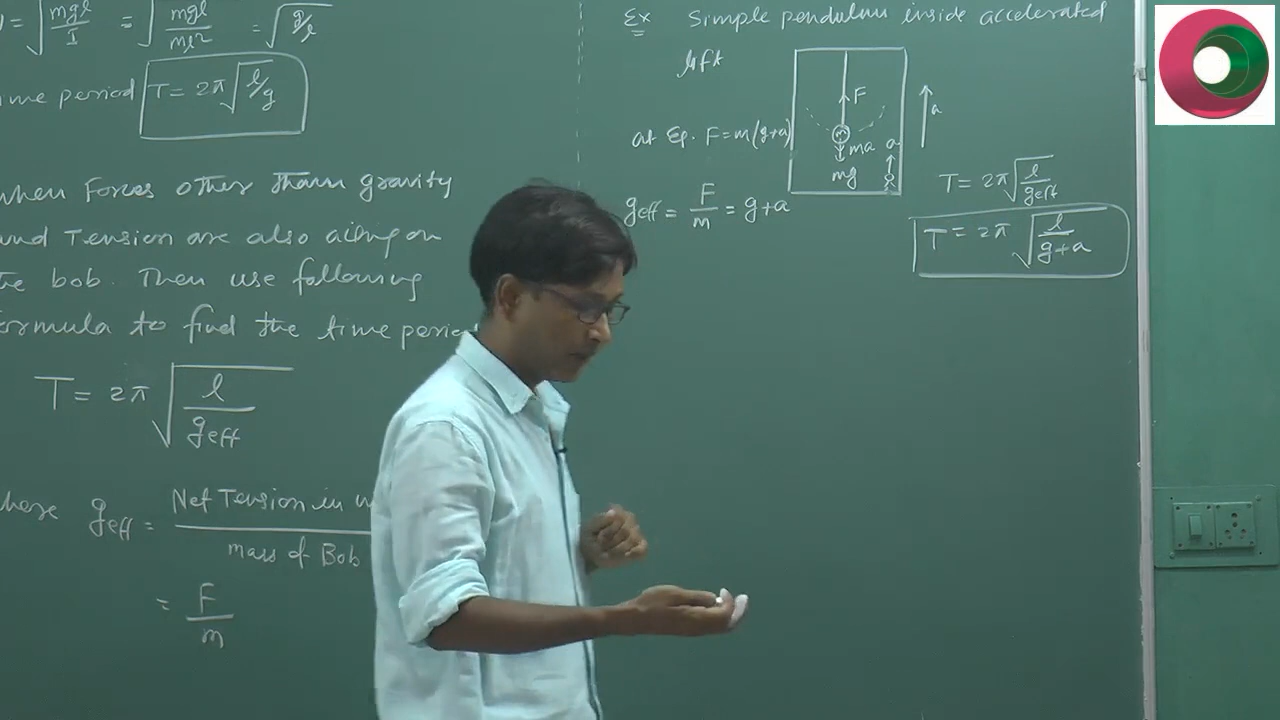 = √mgl/I = √mgl/ml² = √g/l
Time period T = 2π√l/g
when Forces other tham gravity
and Tension are also aiing on
the bob. Then use following
formula to find the time period
T = 2π √l/geff
where geff = Net Tension in
mass of Bob
= F/m
Ex Simple pendulum inside accelerated
lift
F
m
ma
mg
a
a
at Eq. F = m(g+a)
geff = F/m = g+a
T = 2π√l/geff
T = 2π √l/g+a